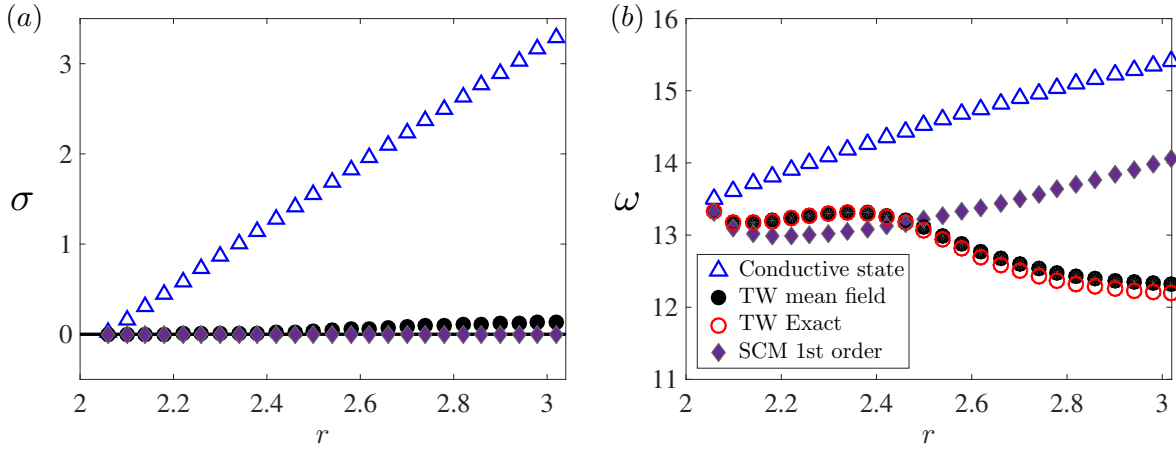 (a)
3
2
σ
1
0
2
2.2
2.4
2.6
2.8
3
r
(b)
16
15
14
ω
13
12
11
Conductive state
TW mean field
TW Exact
SCM 1st order
2
2.2
2.4
2.6
2.8
3
r